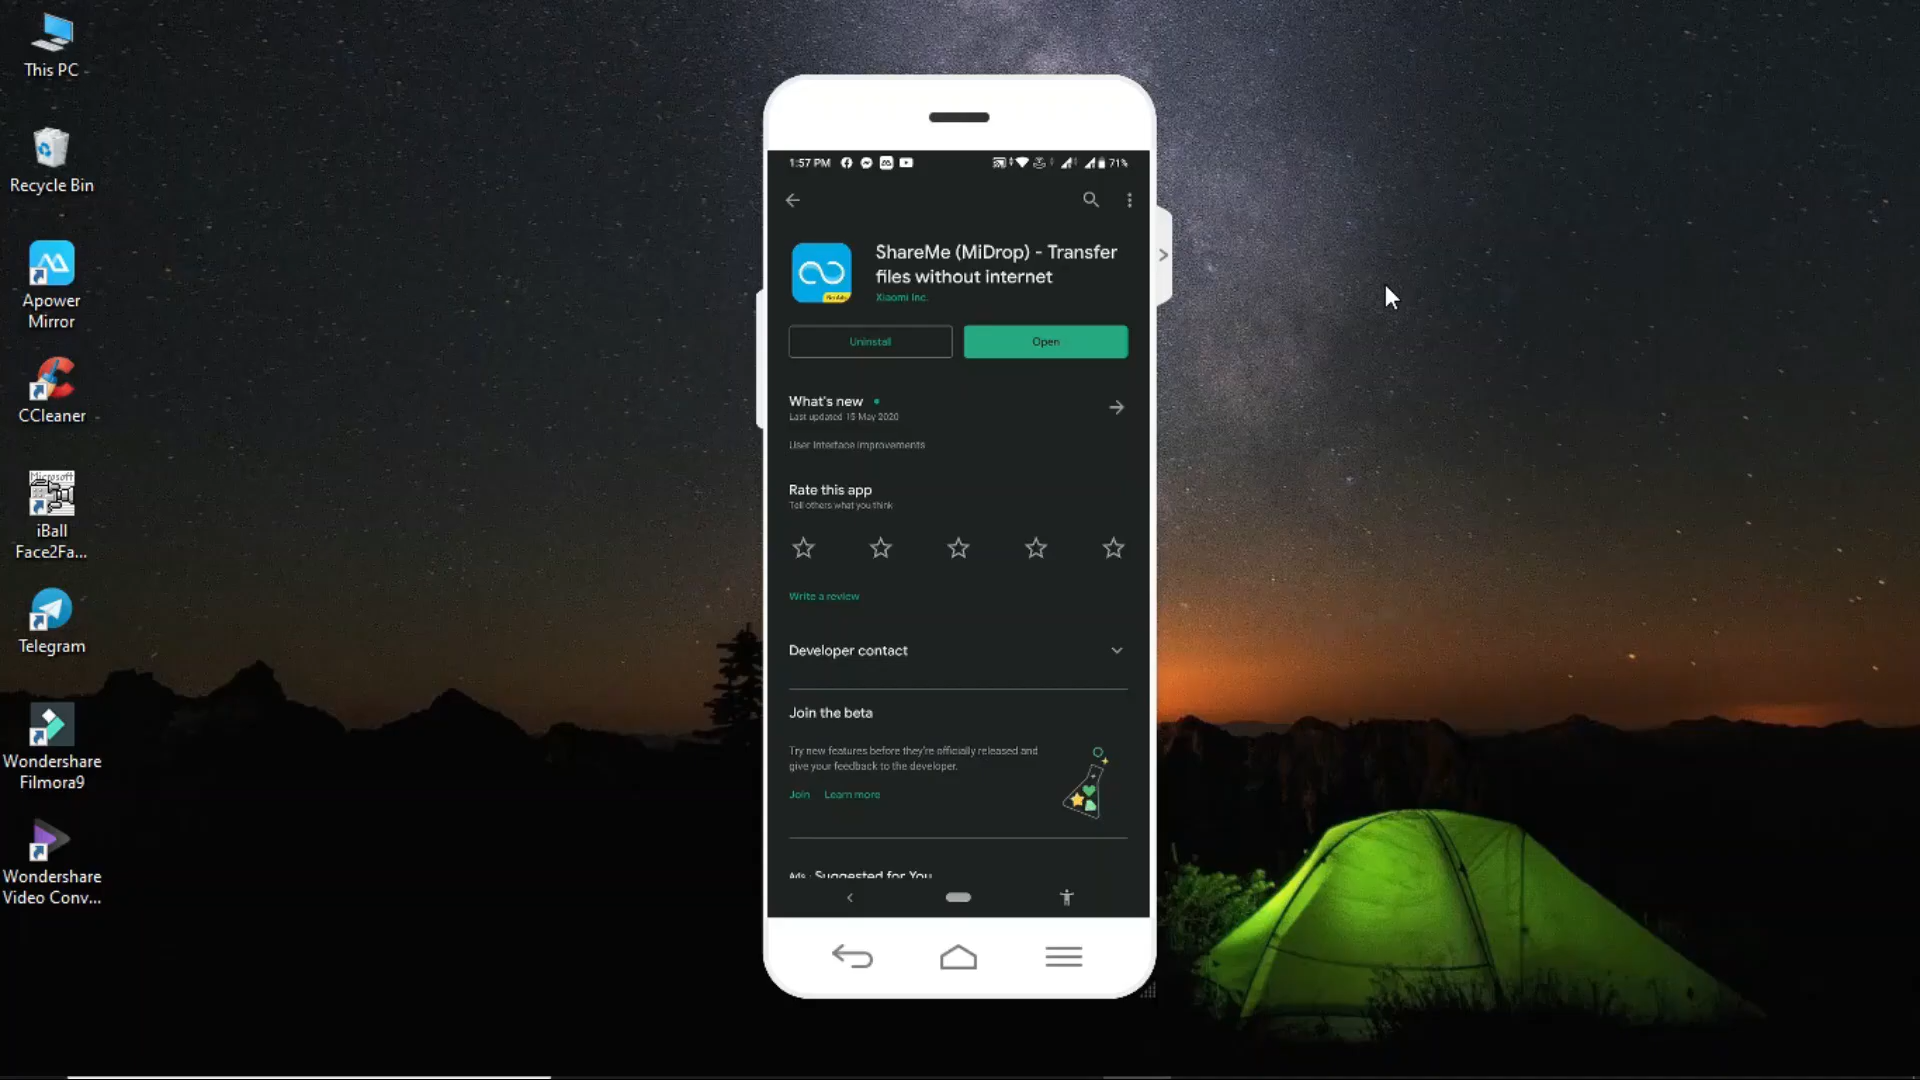 This PC
Recycle Bin
Apower
Mirror
CCleaner
Microsoft
iBall
Face2Fa...
Telegram
Wondershare
Filmora9
Wondershare
Video Conv...
1:57 PM
71%
ShareMe (MiDrop) - Transfer
files without internet
Xiaomi Inc.
Uninstall
Open
What's new
Last updated 15 May 2020
User Interface Improvements
Rate this app
Tell others what you think
Write a review
Developer contact
Join the beta
Try new features before they're officially released and
give your feedback to the developer.
Join Learn more
Ads · Suggested for You